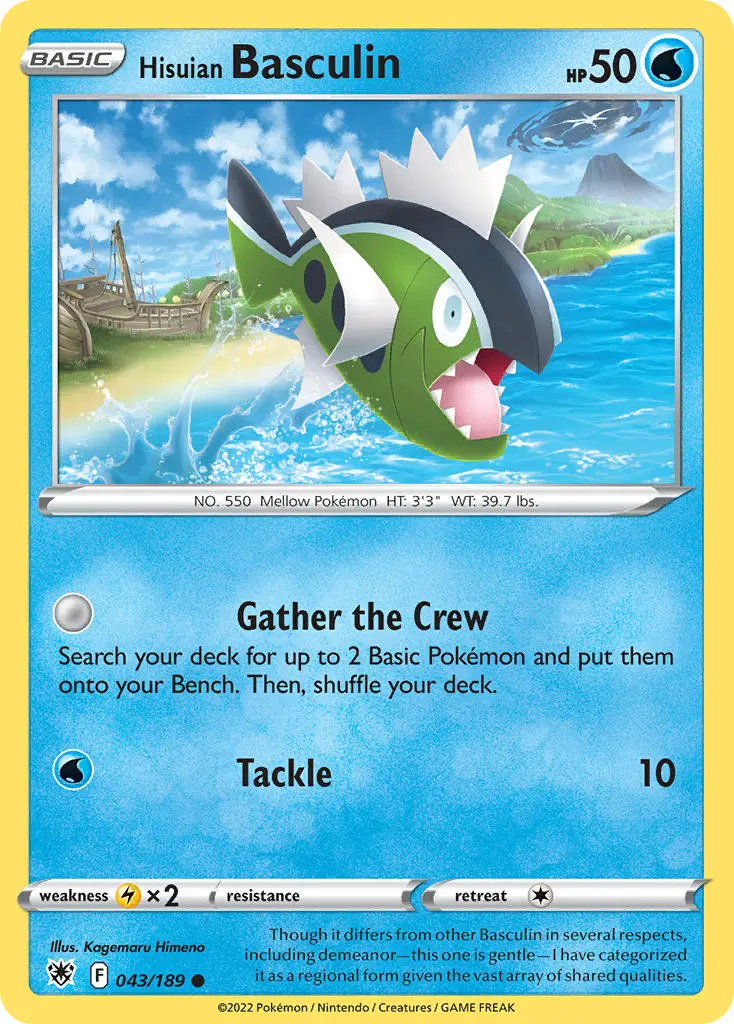 BASIC Hisuian Basculin HP 50
NO. 550 Mellow Pokémon HT: 3'3" WT: 39.7 lbs.
Gather the Crew
Search your deck for up to 2 Basic Pokémon and put them
onto your Bench. Then, shuffle your deck.
Tackle 10
weakness ×2 resistance retreat
Illus. Kagemaru Himeno
Though it differs from other Basculin in several respects,
including demeanor—this one is gentle—I have categorized
it as a regional form given the vast array of shared qualities.
F 043/189
©2022 Pokémon / Nintendo / Creatures / GAME FREAK